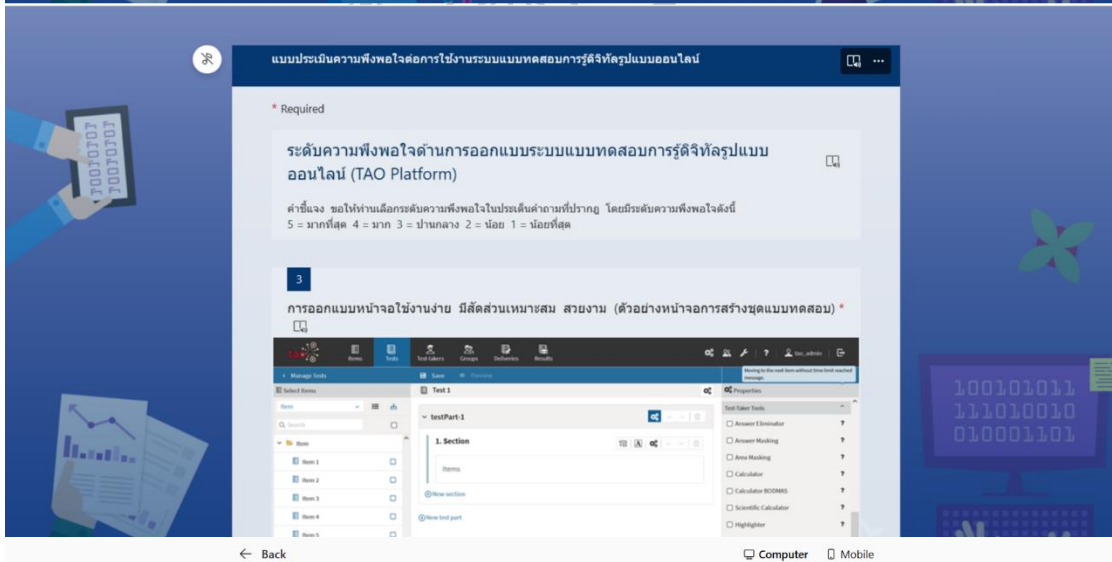 แบบประเมินความพึงพอใจต่อการใช้งานระบบแบบทดสอบการรู้ดิจิทัลรูปแบบออนไลน์
* Required
ระดับความพึงพอใจด้านการออกแบบระบบแบบทดสอบการรู้ดิจิทัลรูปแบบ
ออนไลน์ (TAO Platform)
คำชี้แจง ขอให้ท่านเลือกระดับความพึงพอใจในประเด็นคำถามที่ปรากฏ โดยมีระดับความพึงพอใจดังนี้
5 = มากที่สุด 4 = มาก 3 = ปานกลาง 2 = น้อย 1 = น้อยที่สุด
3
การออกแบบหน้าจอใช้งานง่าย มีสัดส่วนเหมาะสม สวยงาม (ตัวอย่างหน้าจอการสร้างชุดแบบทดสอบ) *
Items Tests Test-takers Groups Deliveries Results ? tao_admin
Manage Tests Save Preview
Moving to the next item without time limit reached
message.
Select Items Test 1 Properties
Item Test-Taker Tools
Search testPart-1 Answer Eliminator ?
Item 1. Section A Answer Masking ?
Item 1 Area Masking ?
Items
Item 2 Calculator ?
Item 3 New section Calculator BODMAS ?
Item 4 New test part Scientific Calculator ?
Item 5 Highlighter ?
100101011
111010010
010001101
Back Computer Mobile